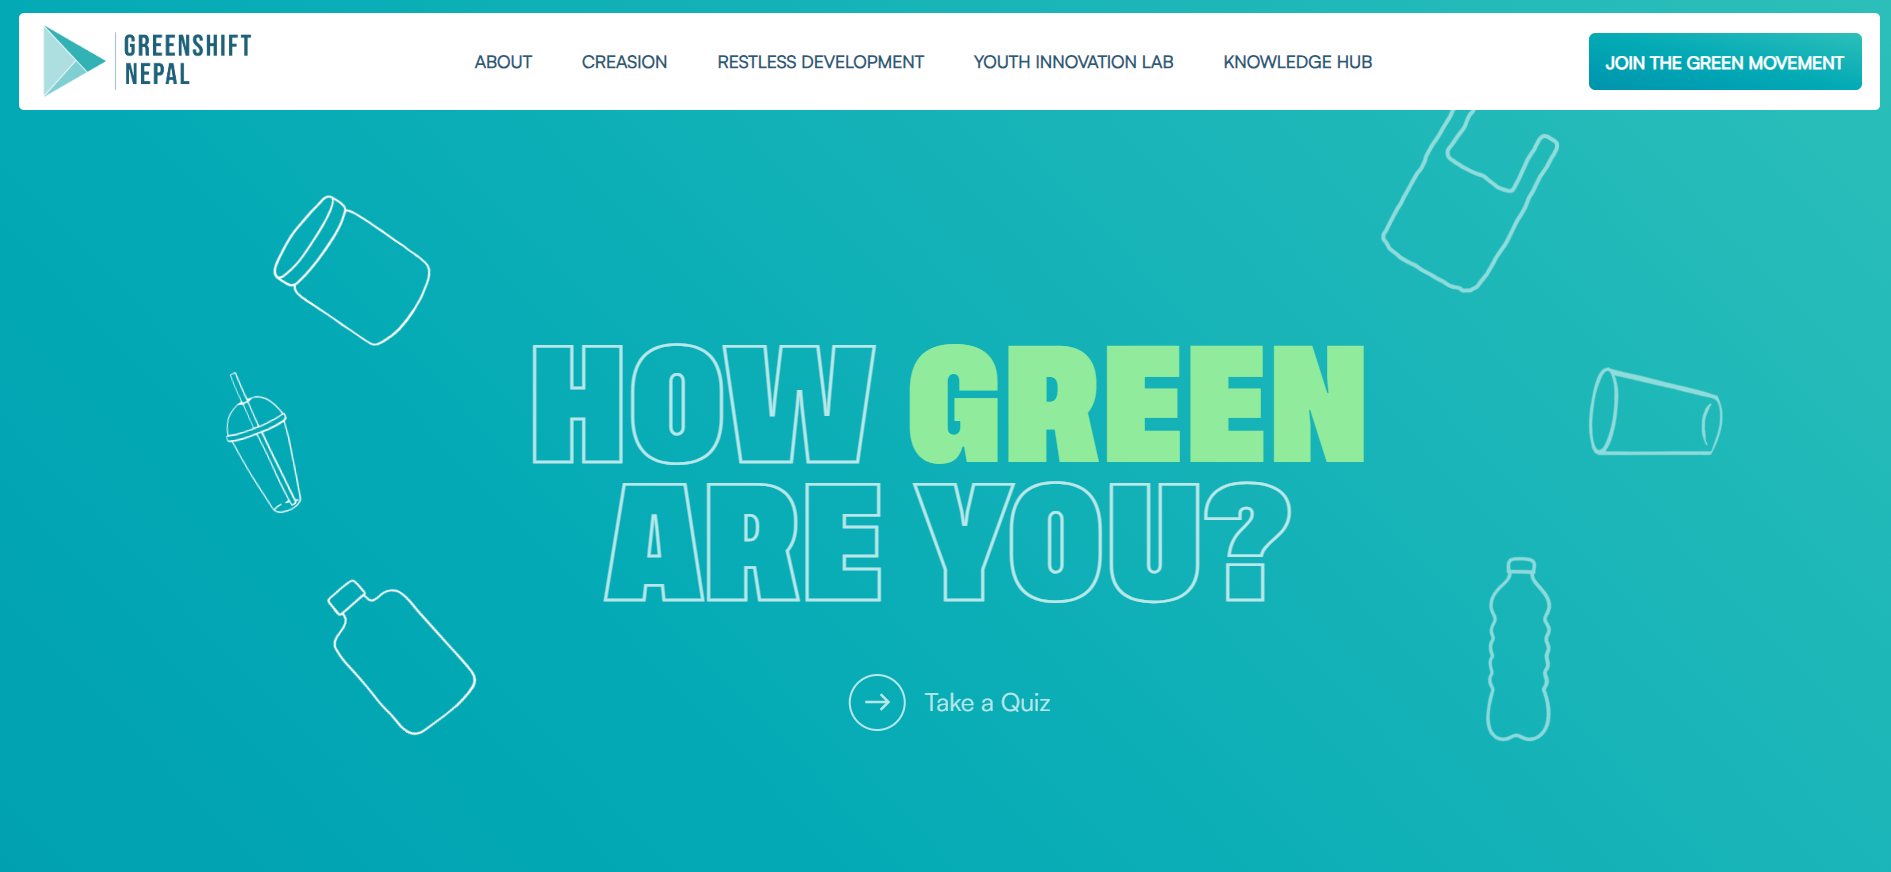 GREENSHIFT
NEPAL
ABOUT
CREASION
RESTLESS DEVELOPMENT
YOUTH INNOVATION LAB
KNOWLEDGE HUB
JOIN THE GREEN MOVEMENT
HOW GREEN
ARE YOU?
Take a Quiz